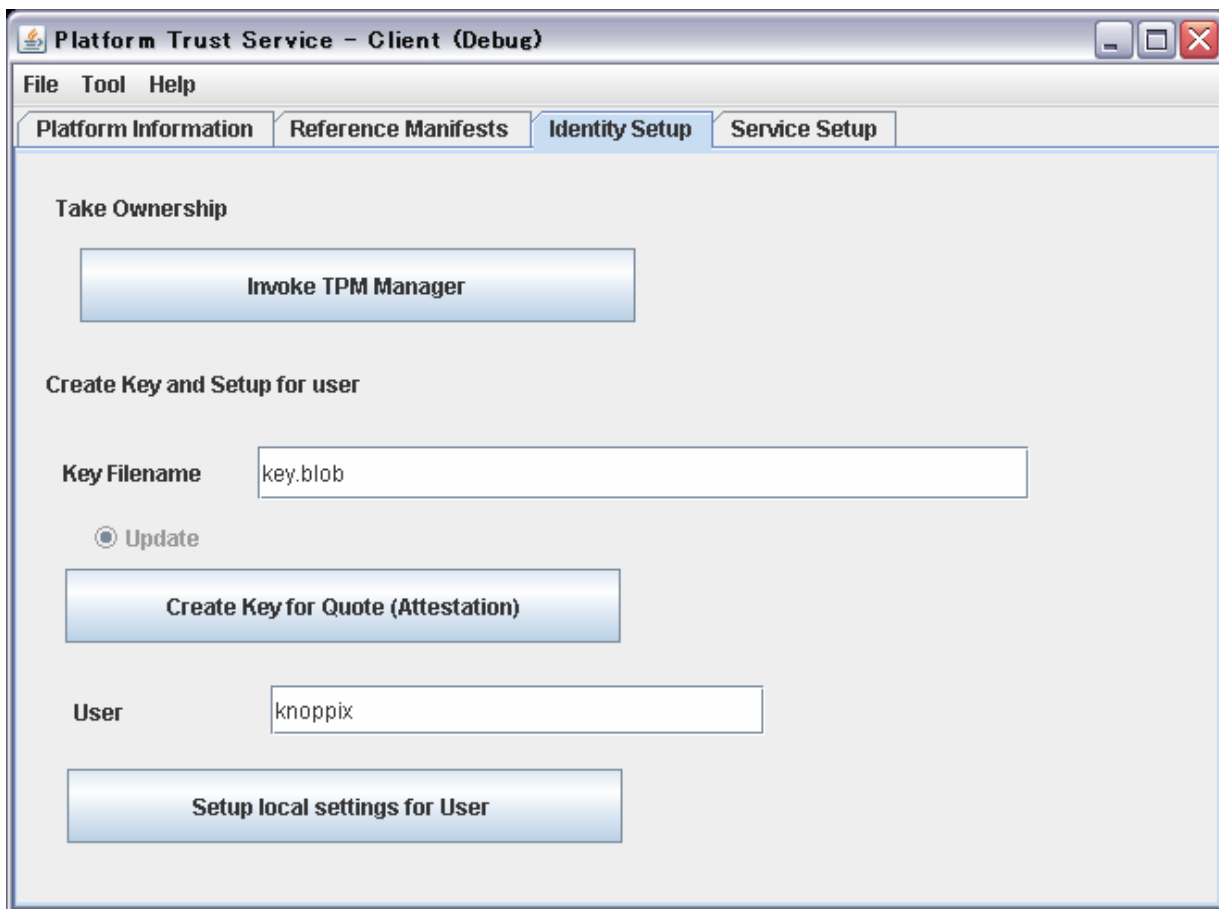 Platform Trust Service - Client (Debug)
File Tool Help
Platform Information Reference Manifests Identity Setup Service Setup
Take Ownership
Invoke TPM Manager
Create Key and Setup for user
Key Filename key.blob
Update
Create Key for Quote (Attestation)
User knoppix
Setup local settings for User